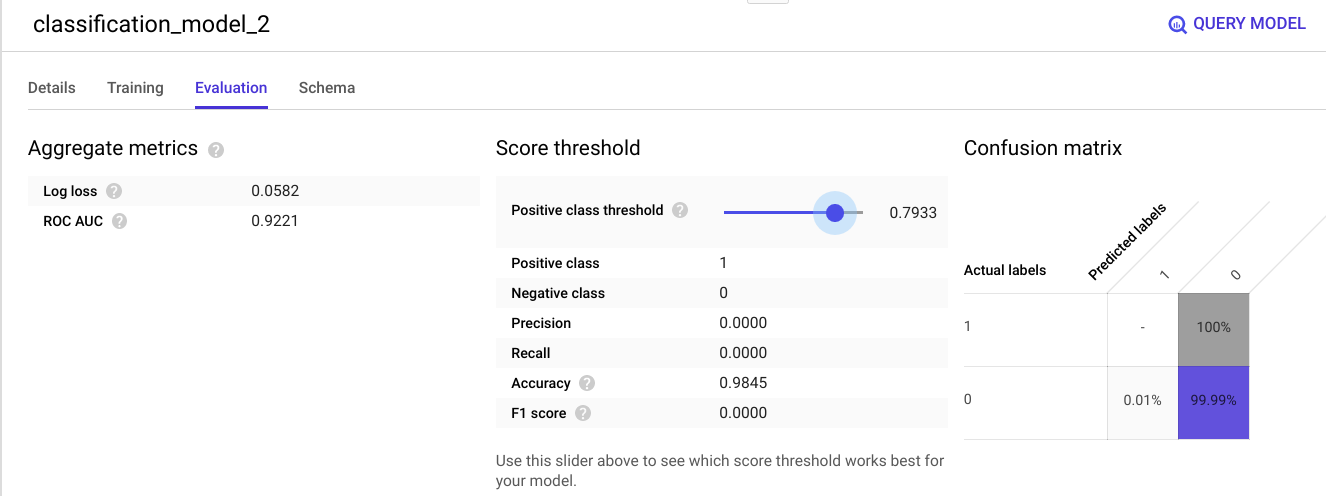 classification_model_2
QUERY MODEL
Details Training Evaluation Schema
Aggregate metrics
Log loss 0.0582
ROC AUC 0.9221
Score threshold
Positive class threshold 0.7933
Positive class 1
Negative class 0
Precision 0.0000
Recall 0.0000
Accuracy 0.9845
F1 score 0.0000
Use this slider above to see which score threshold works best for
your model.
Confusion matrix
Predicted labels
Actual labels 1 0
1 - 100%
0 0.01% 99.99%